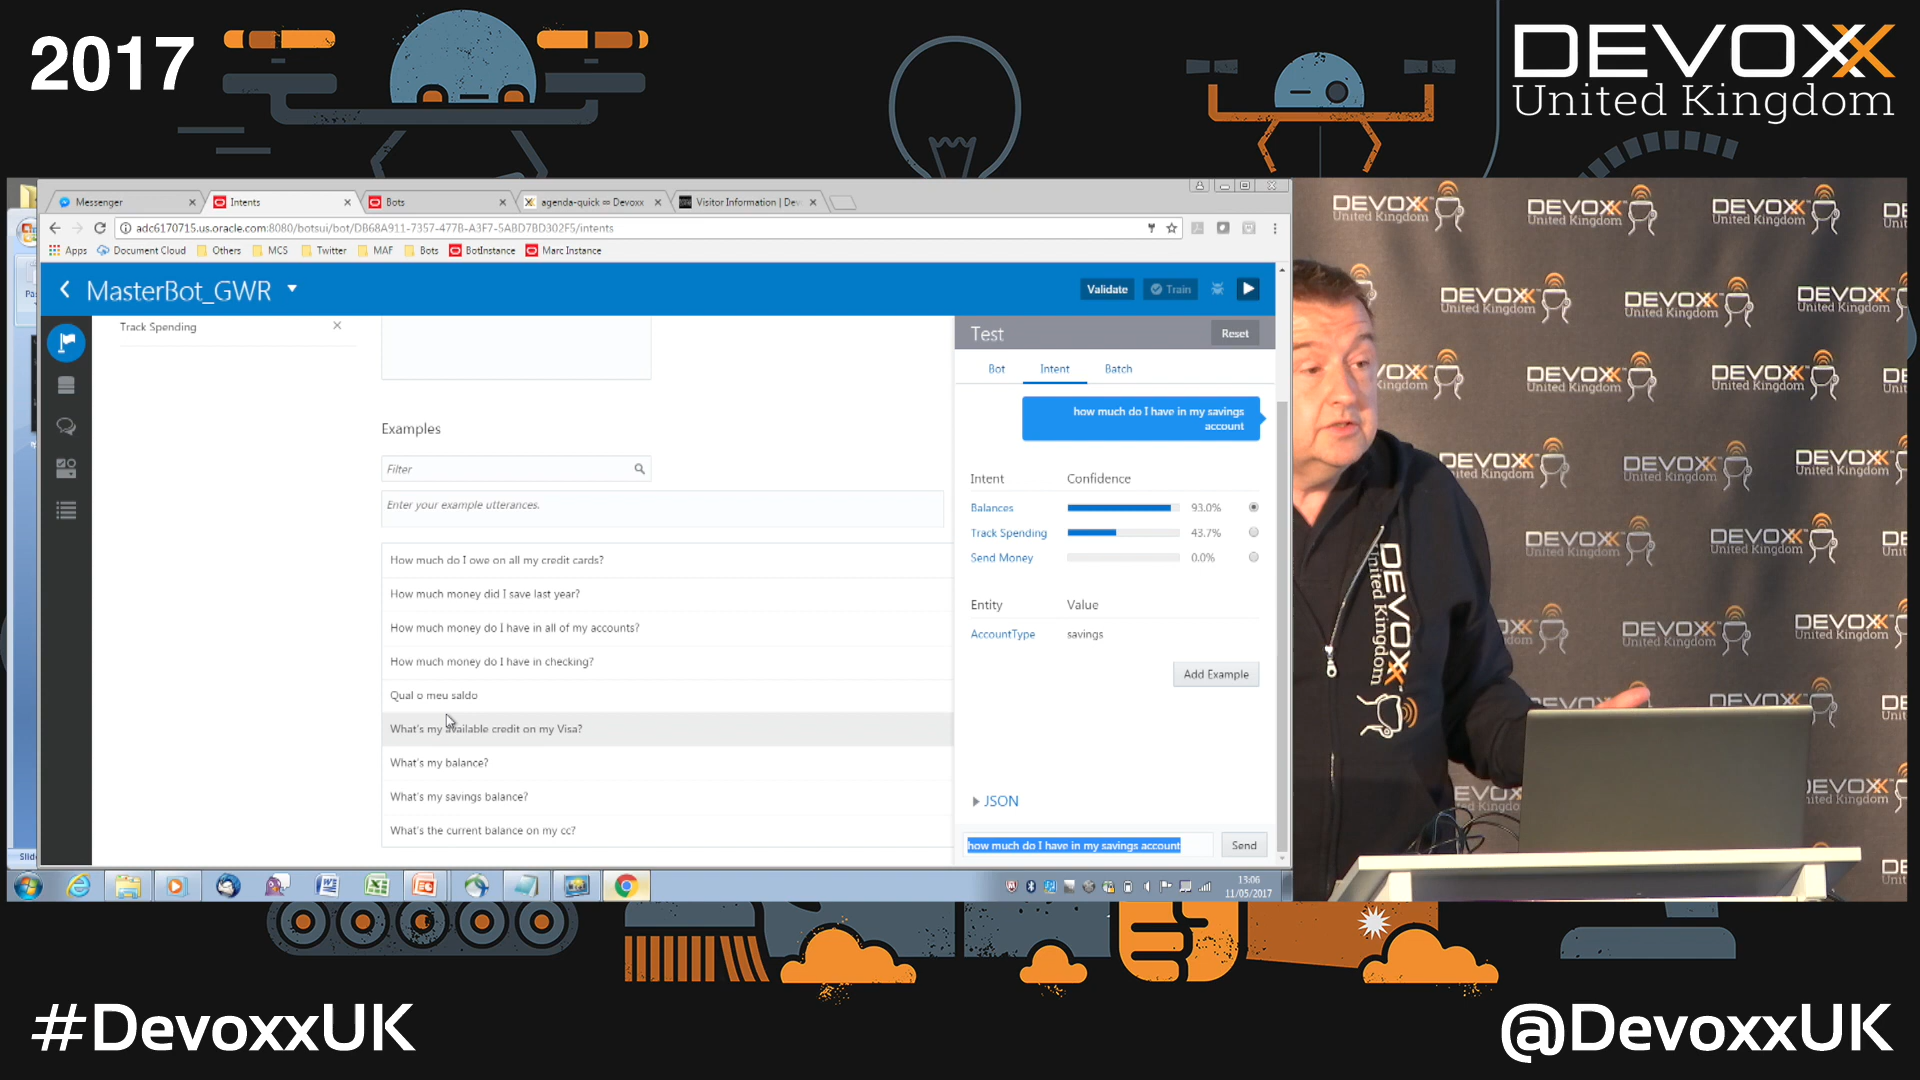 2017
DEVOXX
United Kingdom
Messenger
Intents
Bots
agenda-quick ∞ Devoxx
Visitor Information | Dev
adc6170715.us.oracle.com:8080/botsui/bot/DB68A911-7357-477B-A3F7-5ABD7BD302F5/intents
Apps
Document Cloud
Others
MCS
Twitter
MAF
Bots
BotInstance
Marc Instance
MasterBot_GWR
Validate
Train
Track Spending
Test
Reset
Bot
Intent
Batch
how much do I have in my savings
account
Examples
Filter
Enter your example utterances.
How much do I owe on all my credit cards?
How much money did I save last year?
How much money do I have in all of my accounts?
How much money do I have in checking?
Qual o meu saldo
What's my available credit on my Visa?
What's my balance?
What's my savings balance?
What's the current balance on my cc?
Intent Confidence
Balances 93.0%
Track Spending 43.7%
Send Money 0.0%
Entity Value
AccountType savings
Add Example
JSON
how much do I have in my savings account
Send
13:06
11/05/2017
DEVOXX
United Kingdom
#DevoxxUK
@DevoxxUK